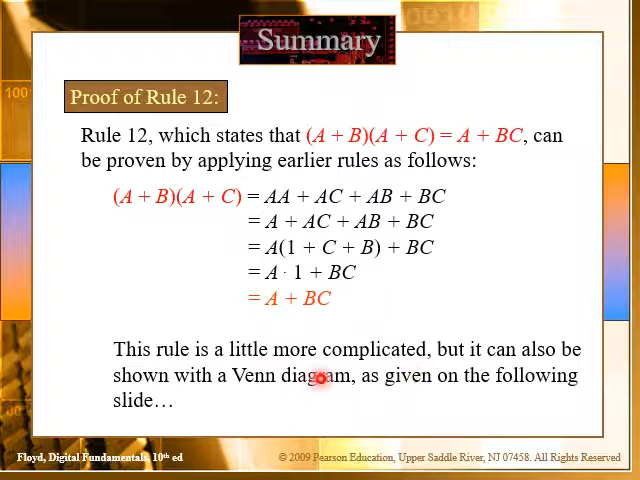 Summary
Proof of Rule 12:
Rule 12, which states that (A + B)(A + C) = A + BC, can
be proven by applying earlier rules as follows:
(A + B)(A + C) = AA + AC + AB + BC
= A + AC + AB + BC
= A(1 + C + B) + BC
= A · 1 + BC
= A + BC
This rule is a little more complicated, but it can also be
shown with a Venn diagram, as given on the following
slide…
Floyd, Digital Fundamentals, 10th ed
© 2009 Pearson Education, Upper Saddle River, NJ 07458. All Rights Reserved